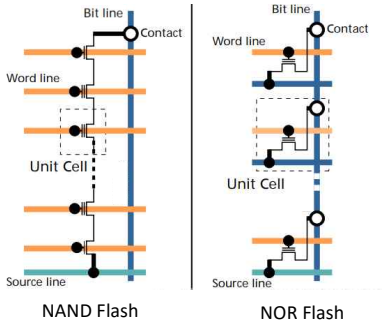 Bit line
Contact
Word line
Unit Cell
Source line
NAND Flash
Bit line
Contact
Word line
Unit Cell
Source line
NOR Flash